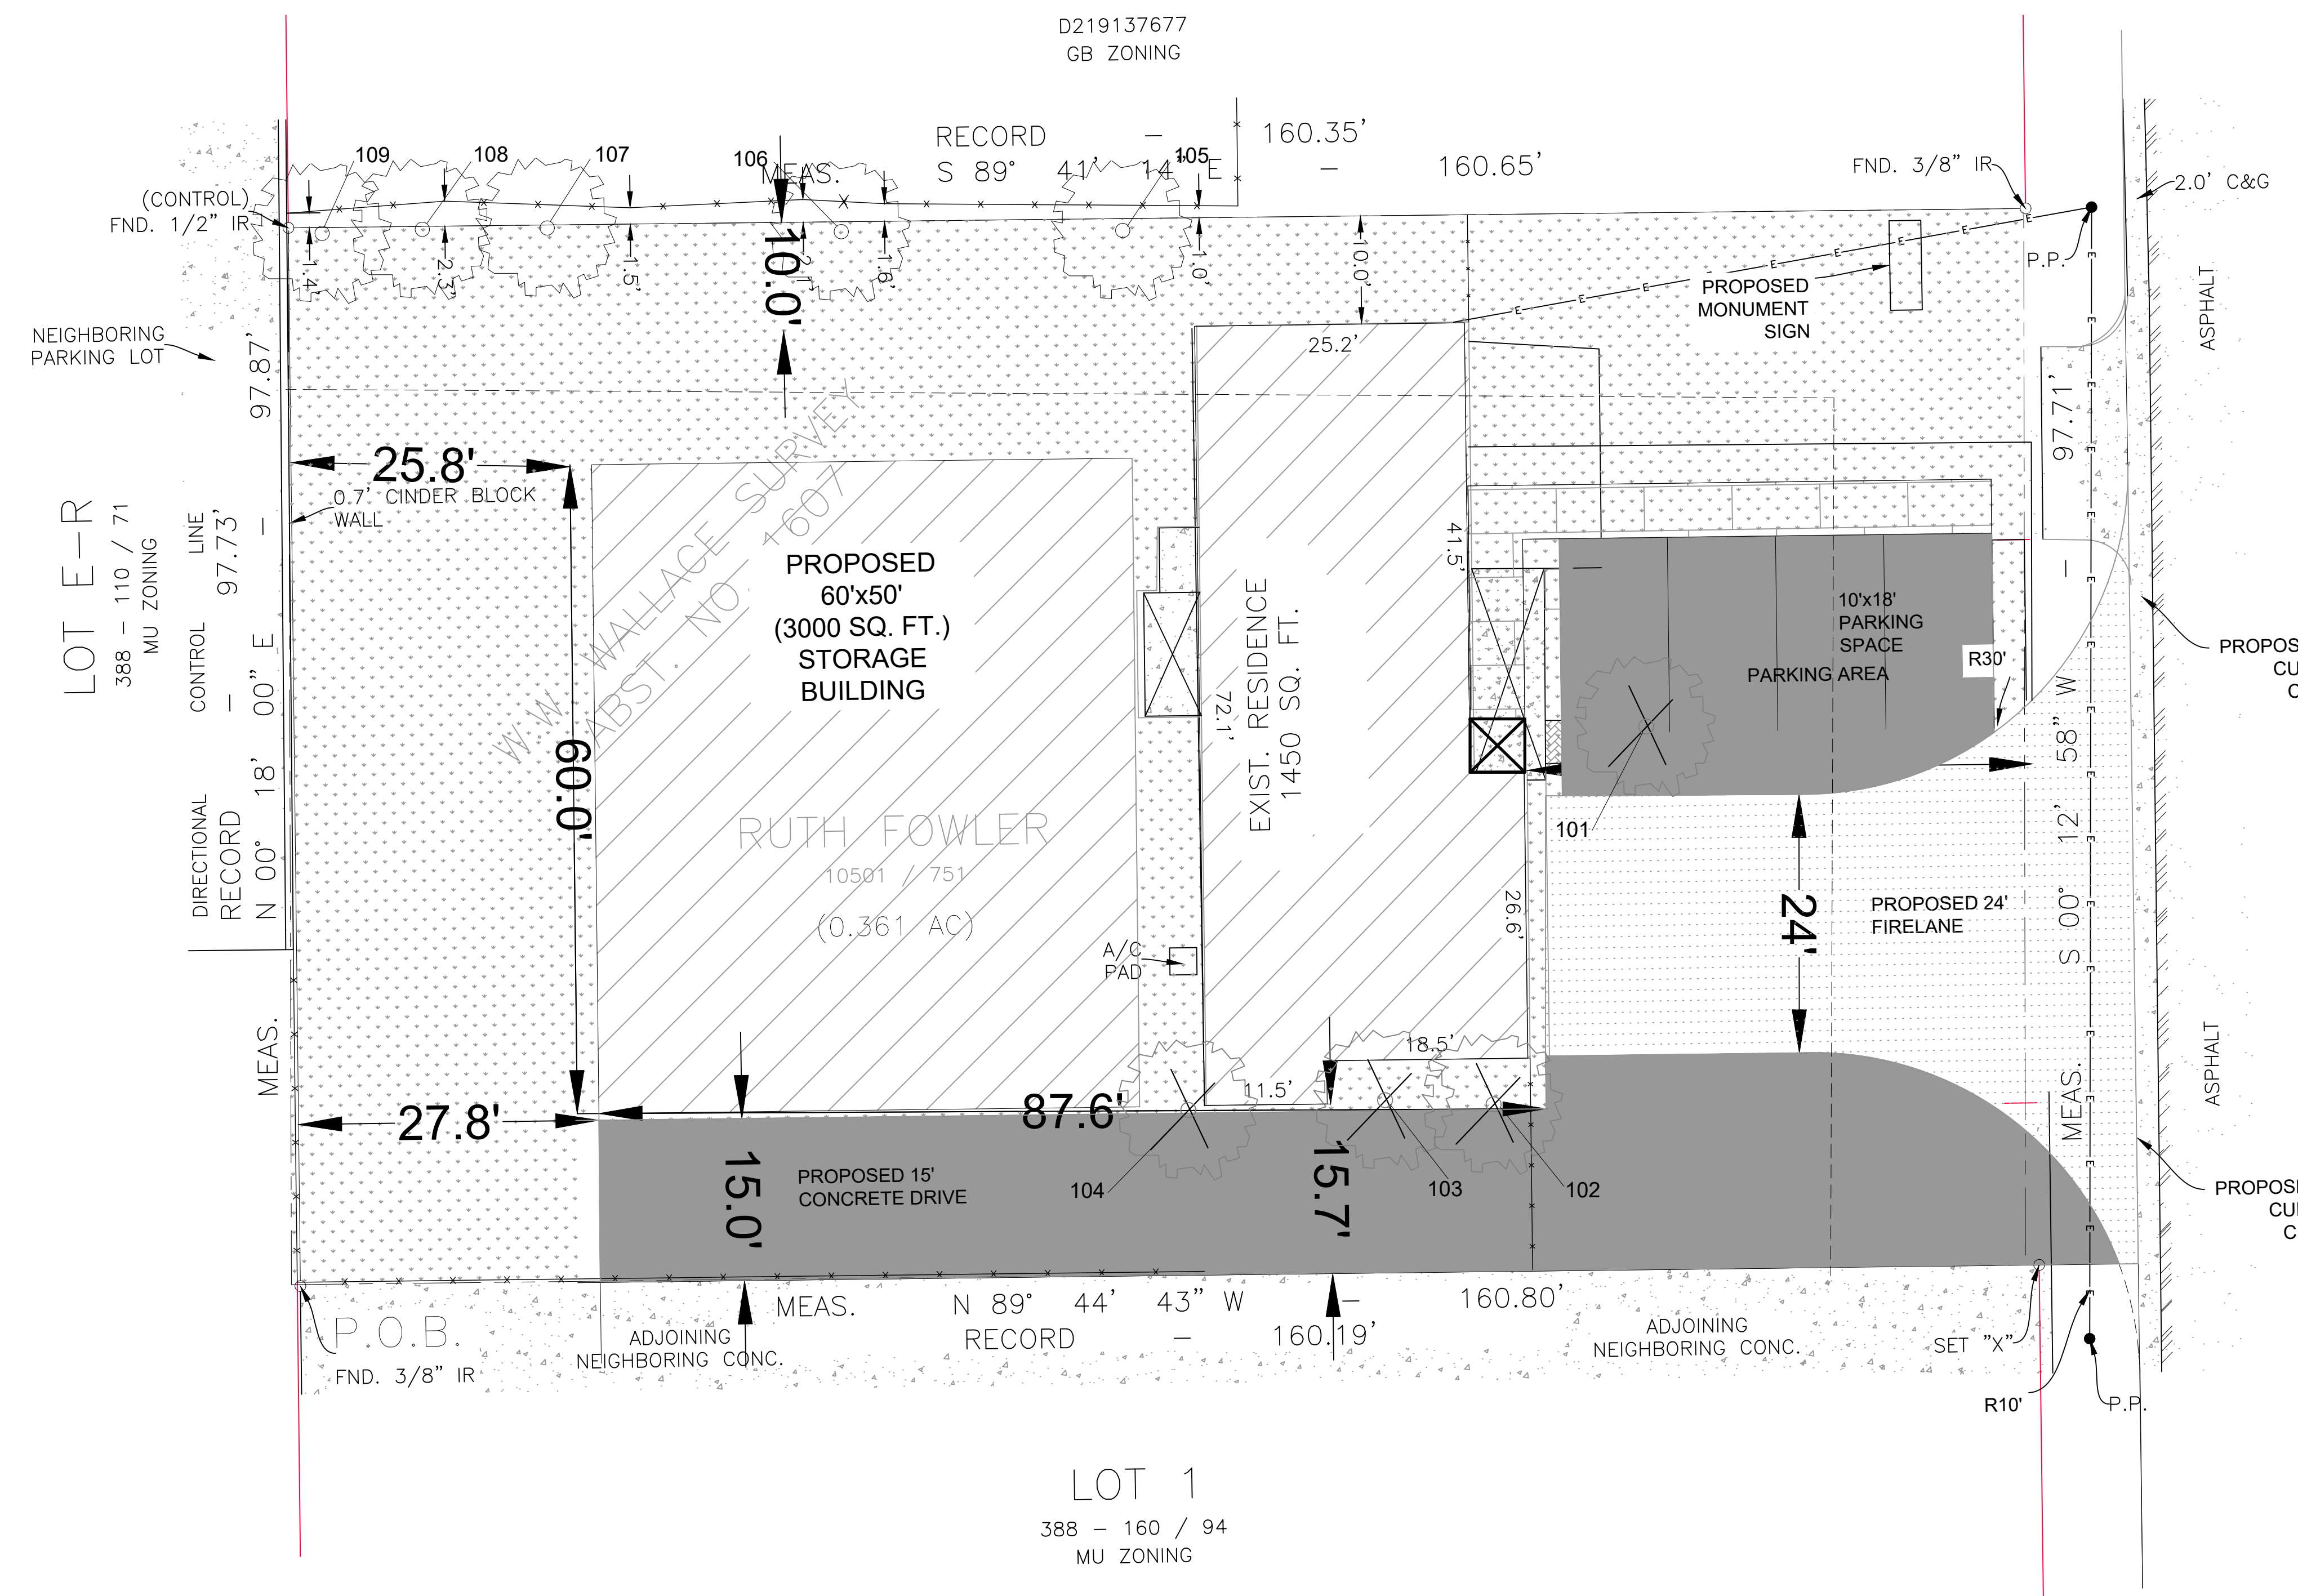 D219137677
GB ZONING
RECORD – 160.35'
MEAS. S 89° 41' 14" E – 160.65'
109
108
107
106
105
(CONTROL)
FND. 1/2" IR
FND. 3/8" IR
2.0' C&G
P.P.
ASPHALT
1.4'
2.3'
1.5'
10.0'
2.1'
1.6'
1.0'
10.0'
PROPOSED
MONUMENT
SIGN
NEIGHBORING
PARKING LOT
25.2'
25.8'
0.7' CINDER BLOCK
WALL
LOT E-R
388 - 110 / 71
MU ZONING
DIRECTIONAL CONTROL LINE
RECORD – 97.73'
MEAS. N 00° 18' 00" E – 97.87'
W.W. WALLACE SURVEY
ABST. NO. 1607
PROPOSED
60'x50'
(3000 SQ. FT.)
STORAGE
BUILDING
60.0'
RUTH FOWLER
10501 / 751
(0.361 AC)
A/C
PAD
72.1'
EXIST. RESIDENCE
1450 SQ. FT.
41.5'
26.6'
10'x18'
PARKING
SPACE
PARKING AREA
R30'
101
24'
PROPOSED 24'
FIRELANE
MEAS. S 00° 12' 58" W – 97.71'
PROPOS
CU
C
ASPHALT
18.5'
11.5'
27.8'
87.6'
15.0'
PROPOSED 15'
CONCRETE DRIVE
15.7'
104
103
102
PROPOS
CU
C
P.O.B.
FND. 3/8" IR
ADJOINING
NEIGHBORING CONC.
MEAS. N 89° 44' 43" W – 160.80'
RECORD – 160.19'
ADJOINING
NEIGHBORING CONC.
SET "X"
R10'
P.P.
LOT 1
388 - 160 / 94
MU ZONING